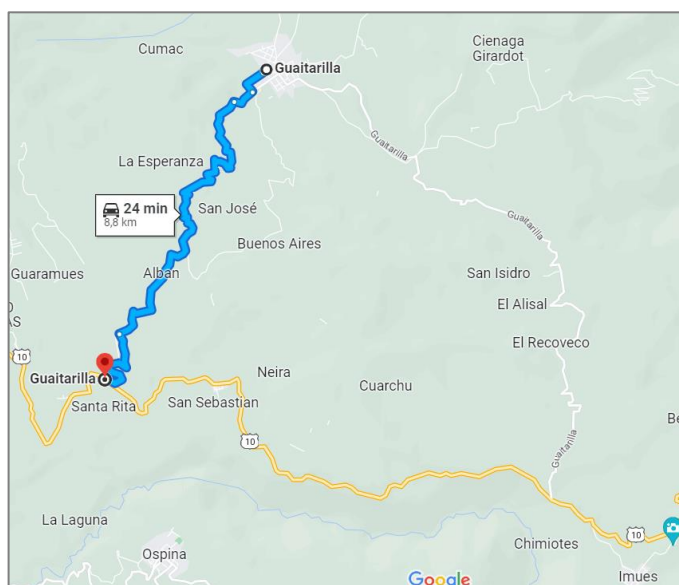 Cumac
Cienaga
Girardot
Guaitarilla
Guaitarilla
La Esperanza
24 min
8,8 km
San José
Guaitarilla
Buenos Aires
Guaramues
Alban
San Isidro
O
AS
El Alisal
El Recoveco
10
Neira
Guaitarilla
Cuarchu
Santa Rita
San Sebastian
Be
10
Guaitarilla
La Laguna
Chimiotes
10
Ospina
Google
Imues